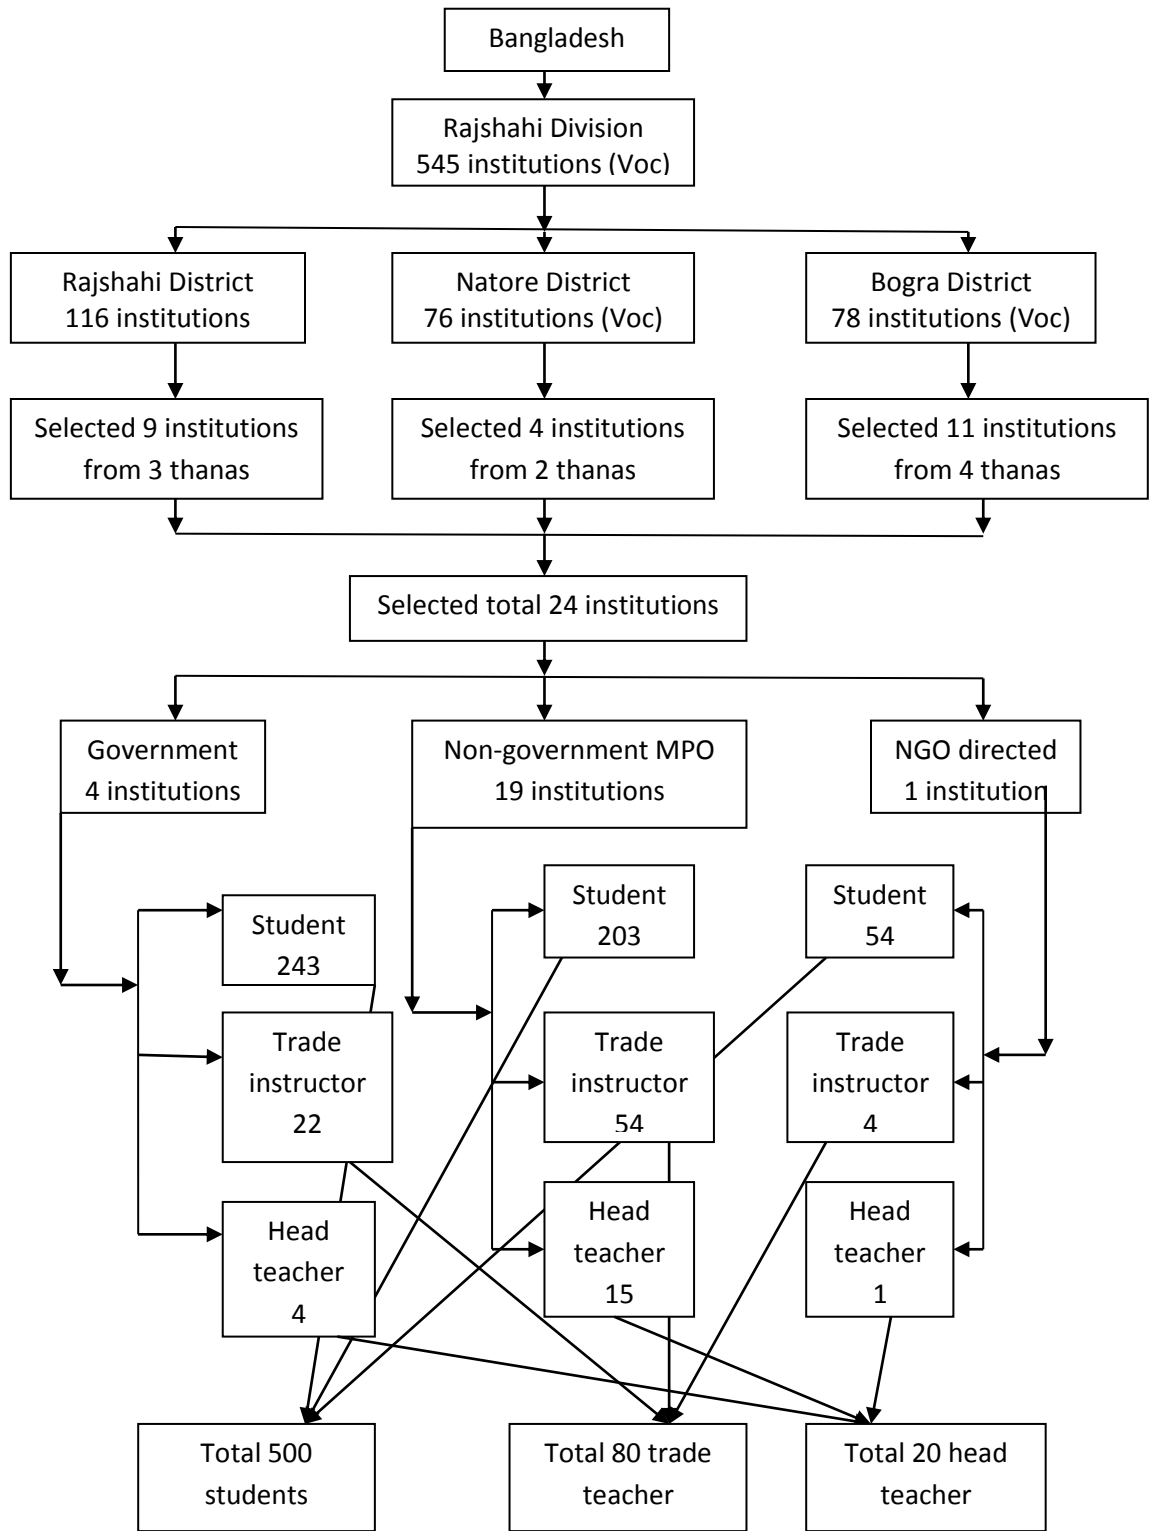 Bangladesh
Rajshahi Division
545 institutions (Voc)
Rajshahi District
116 institutions
Natore District
76 institutions (Voc)
Bogra District
78 institutions (Voc)
Selected 9 institutions
from 3 thanas
Selected 4 institutions
from 2 thanas
Selected 11 institutions
from 4 thanas
Selected total 24 institutions
Government
4 institutions
Non-government MPO
19 institutions
NGO directed
1 institution
Student
243
Student
203
Student
54
Trade
instructor
22
Trade
instructor
54
Trade
instructor
4
Head
teacher
4
Head
teacher
15
Head
teacher
1
Total 500
students
Total 80 trade
teacher
Total 20 head
teacher